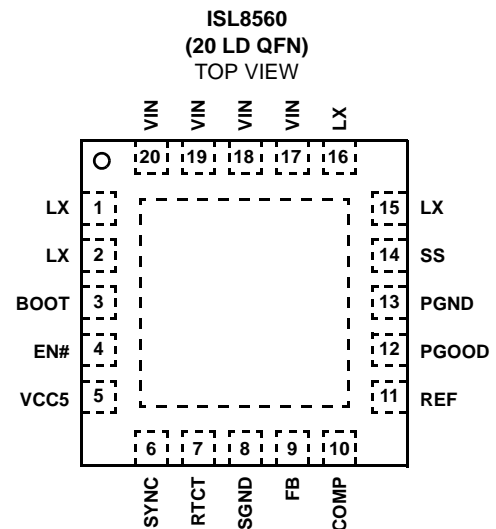 ISL8560
(20 LD QFN)
TOP VIEW
VIN VIN VIN VIN LX
20 19 18 17 16
LX 1 15 LX
LX 2 14 SS
BOOT 3 13 PGND
EN# 4 12 PGOOD
VCC5 5 11 REF
6 7 8 9 10
SYNC RTCT SGND FB COMP